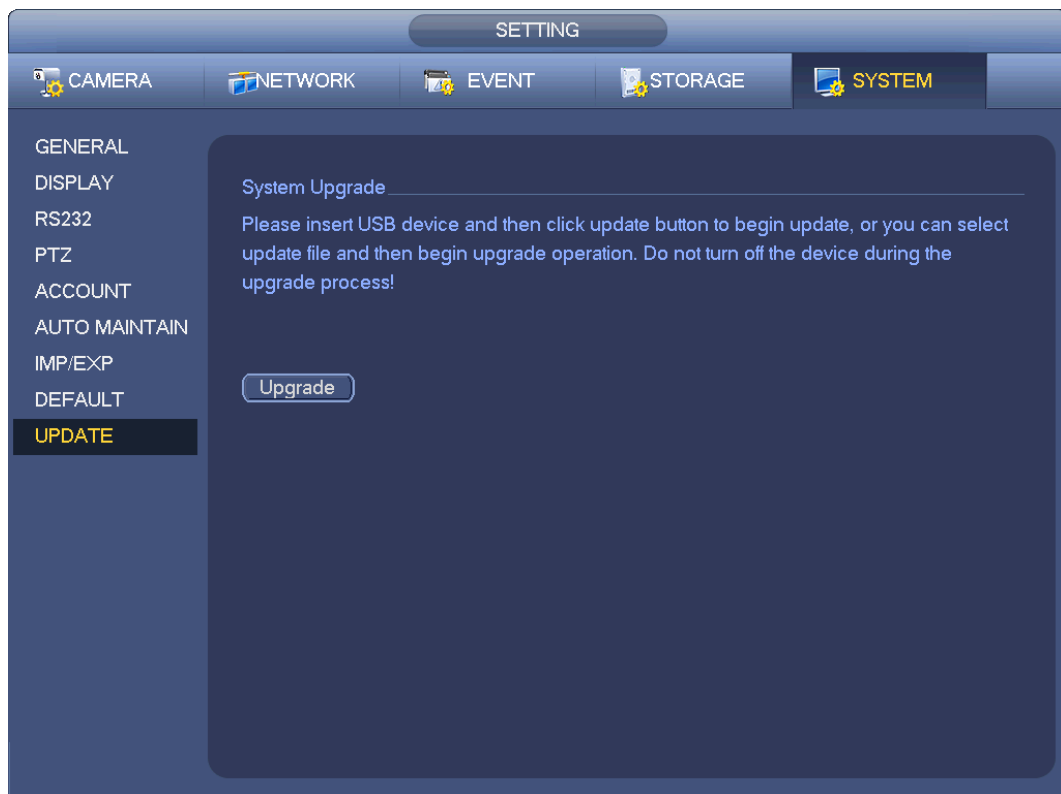 SETTING
CAMERA NETWORK EVENT STORAGE SYSTEM
GENERAL
DISPLAY
RS232
PTZ
ACCOUNT
AUTO MAINTAIN
IMP/EXP
DEFAULT
UPDATE
System Upgrade
Please insert USB device and then click update button to begin update, or you can select
update file and then begin upgrade operation. Do not turn off the device during the
upgrade process!
Upgrade